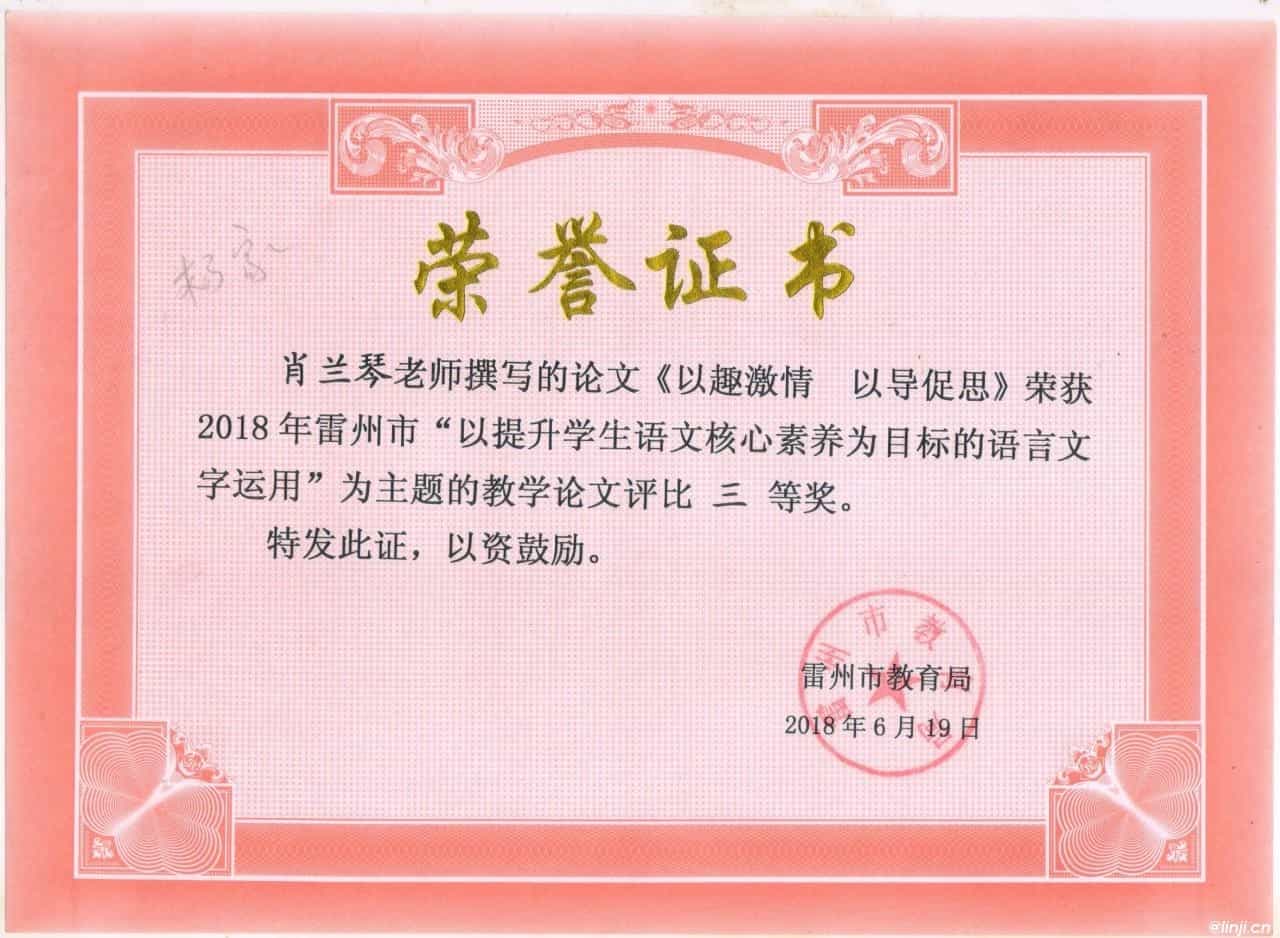 荣誉证书
肖兰琴老师撰写的论文《以趣激情　以导促思》荣获
2018年雷州市“以提升学生语文核心素养为目标的语言文
字运用”为主题的教学论文评比 三 等奖。
特发此证，以资鼓励。
雷州市教育局
2018年6月19日
@linji.cn